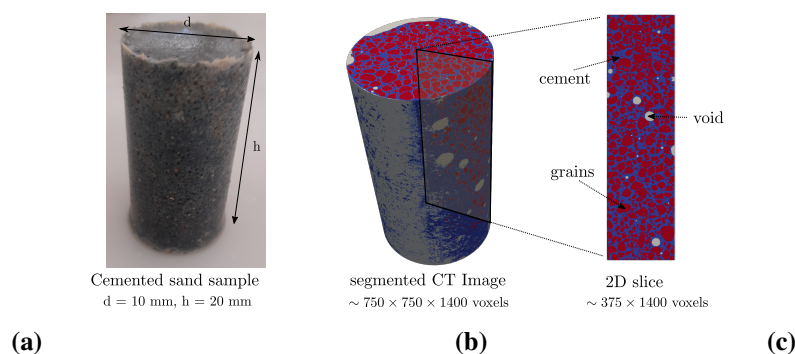 d
h
cement
void
grains
Cemented sand sample
d = 10 mm, h = 20 mm
segmented CT Image
∼ 750 × 750 × 1400 voxels
2D slice
∼ 375 × 1400 voxels
(a)
(b)
(c)